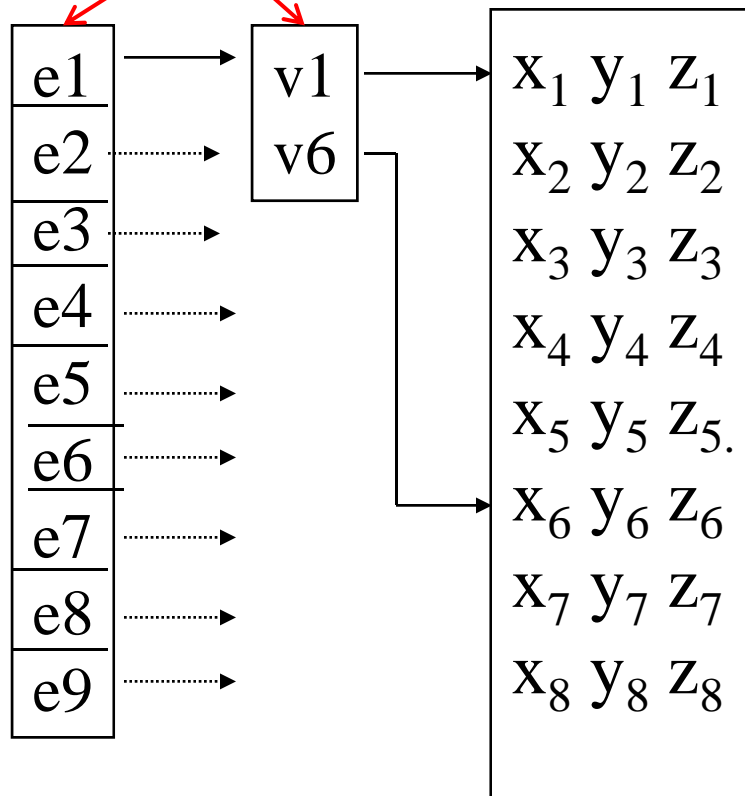 e1
e2
e3
e4
e5
e6
e7
e8
e9
v1
v6
x₁ y₁ z₁
x₂ y₂ z₂
x₃ y₃ z₃
x₄ y₄ z₄
x₅ y₅ z₅.
x₆ y₆ z₆
x₇ y₇ z₇
x₈ y₈ z₈